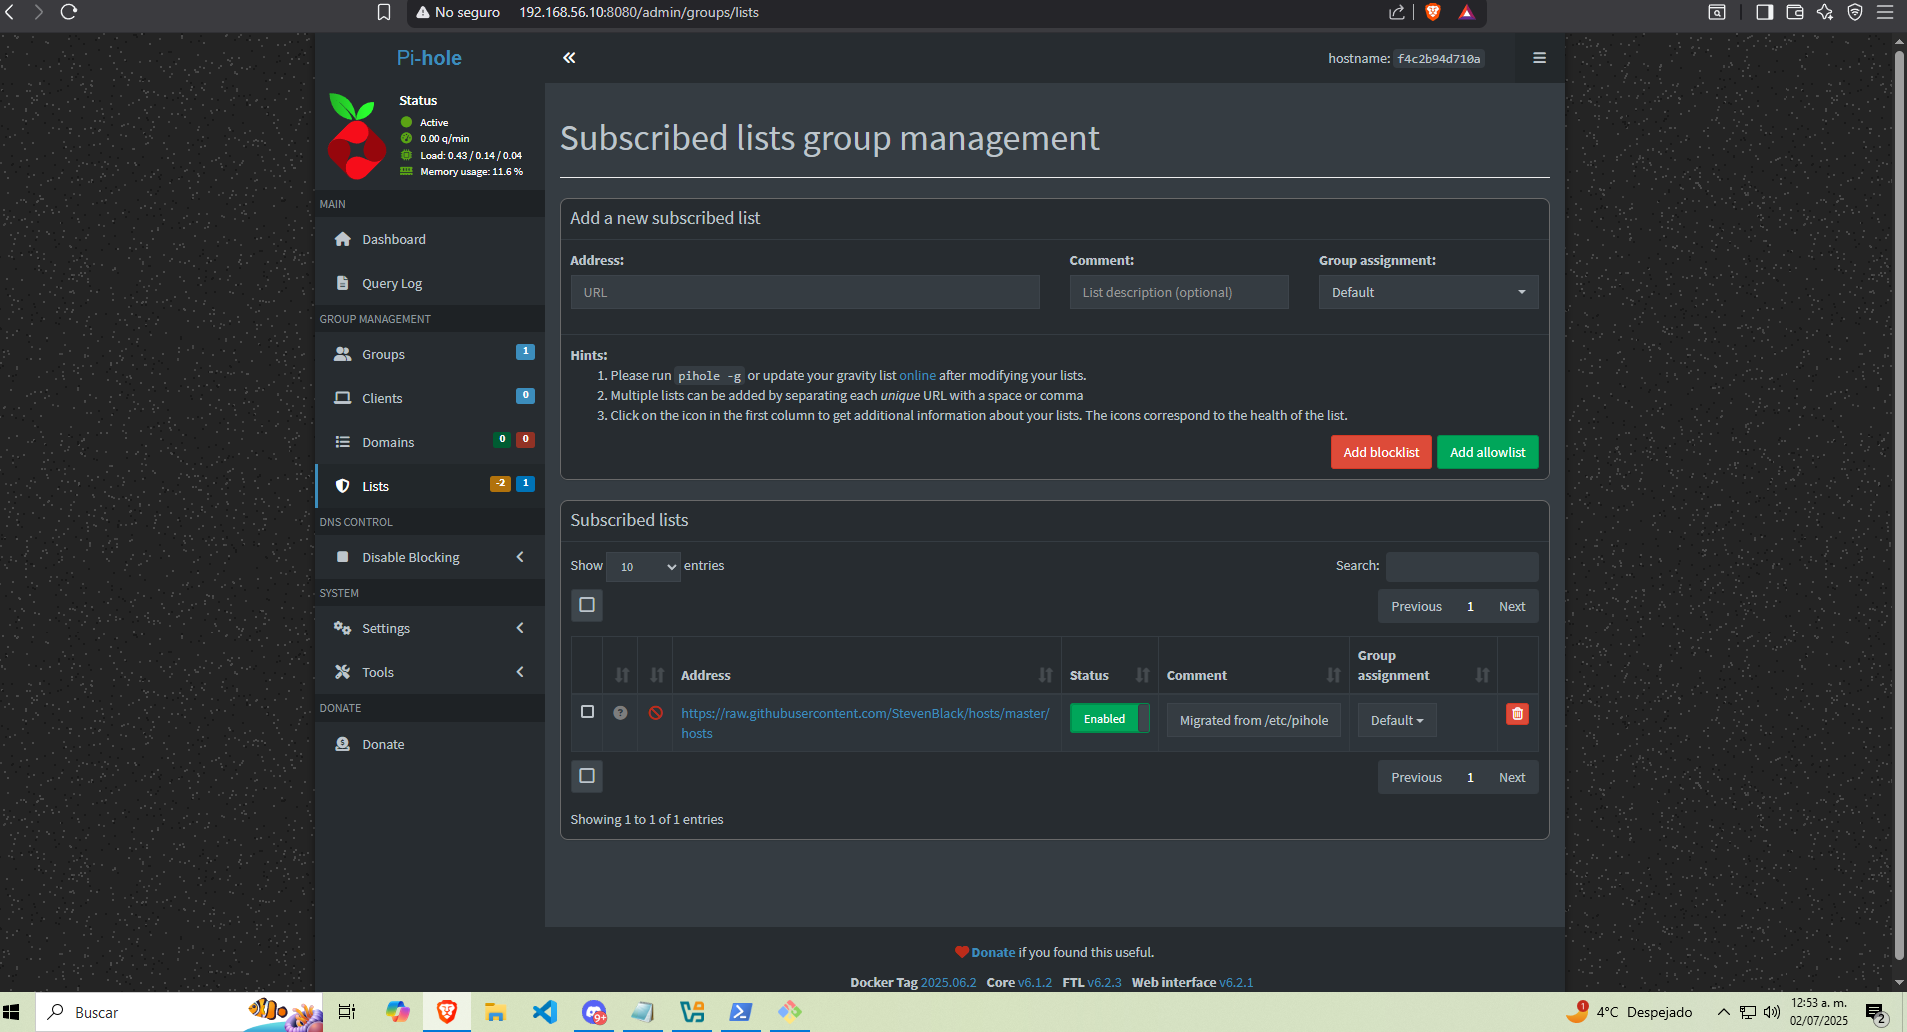 No seguro 192.168.56.10:8080/admin/groups/lists
Pi-hole
hostname: f4c2b94d710a
Status
Active
0.00 q/min
Load: 0.43 / 0.14 / 0.04
Memory usage: 11.6 %
MAIN
Dashboard
Query Log
GROUP MANAGEMENT
Groups 1
Clients 0
Domains 0 0
Lists -2 1
DNS CONTROL
Disable Blocking
SYSTEM
Settings
Tools
DONATE
Donate
Subscribed lists group management
Add a new subscribed list
Address: Comment: Group assignment:
URL List description (optional) Default
Hints:
1. Please run pihole -g or update your gravity list online after modifying your lists.
2. Multiple lists can be added by separating each unique URL with a space or comma
3. Click on the icon in the first column to get additional information about your lists. The icons correspond to the health of the list.
Add blocklist Add allowlist
Subscribed lists
Show 10 entries Search:
Previous 1 Next
Address Status Comment Group assignment
https://raw.githubusercontent.com/StevenBlack/hosts/master/
hosts
Enabled Migrated from /etc/pihole Default
Previous 1 Next
Showing 1 to 1 of 1 entries
Donate if you found this useful.
Docker Tag 2025.06.2 Core v6.1.2 FTL v6.2.3 Web interface v6.2.1
Buscar
9+
1
4°C Despejado
12:53 a. m.
02/07/2025
2